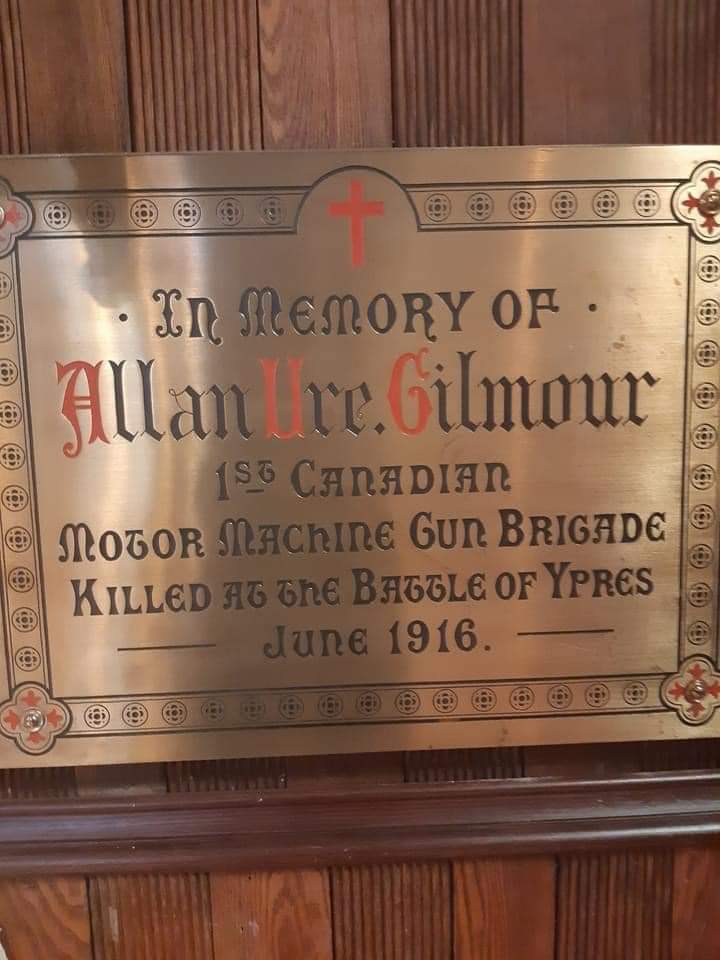 · In Memory of ·
Allan Ure. Gilmour
1st Canadian
Motor Machine Gun Brigade
Killed at the Battle of Ypres
June 1916.